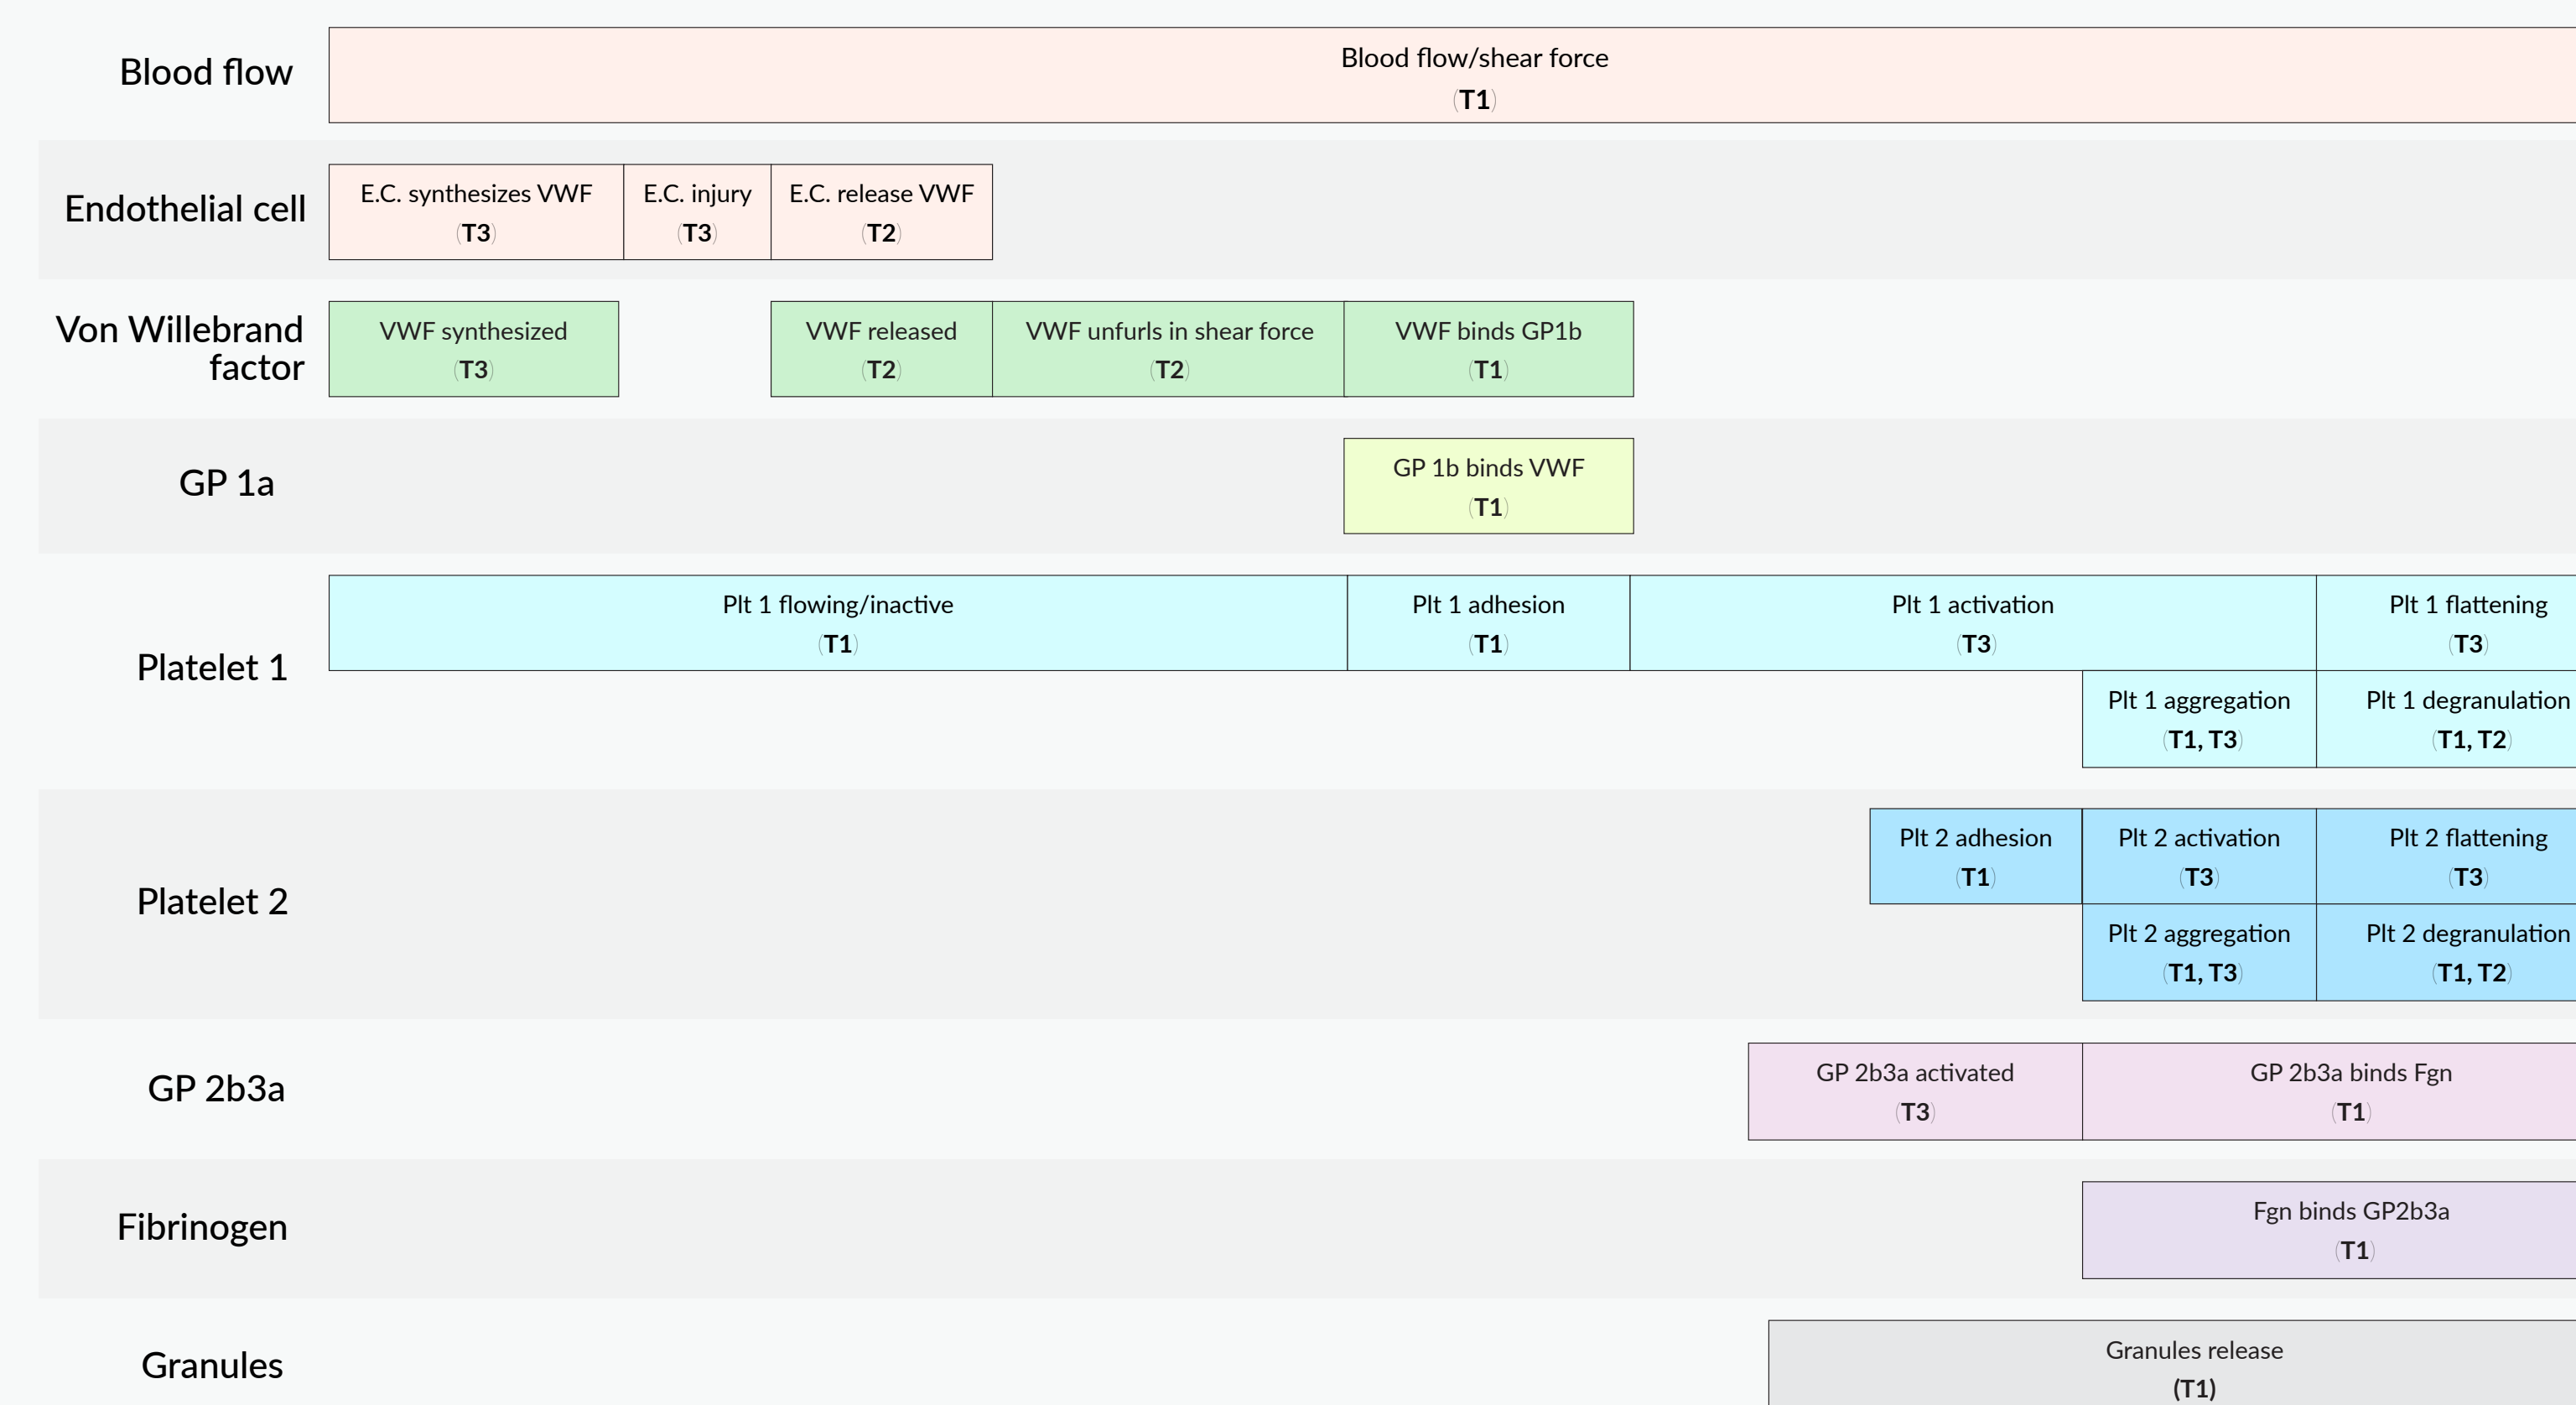 Blood flow
Blood flow/shear force
(T1)
Endothelial cell
E.C. synthesizes VWF
(T3)
E.C. injury
(T3)
E.C. release VWF
(T2)
Von Willebrand
factor
VWF synthesized
(T3)
VWF released
(T2)
VWF unfurls in shear force
(T2)
VWF binds GP1b
(T1)
GP 1a
GP 1b binds VWF
(T1)
Platelet 1
Plt 1 flowing/inactive
(T1)
Plt 1 adhesion
(T1)
Plt 1 activation
(T3)
Plt 1 flattening
(T3)
Plt 1 aggregation
(T1, T3)
Plt 1 degranulation
(T1, T2)
Platelet 2
Plt 2 adhesion
(T1)
Plt 2 activation
(T3)
Plt 2 flattening
(T3)
Plt 2 aggregation
(T1, T3)
Plt 2 degranulation
(T1, T2)
GP 2b3a
GP 2b3a activated
(T3)
GP 2b3a binds Fgn
(T1)
Fibrinogen
Fgn binds GP2b3a
(T1)
Granules
Granules release
(T1)